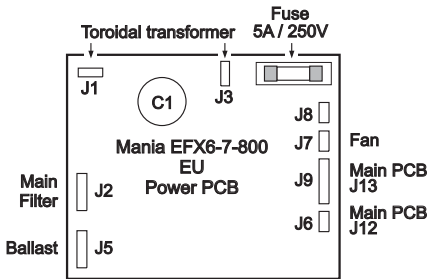 Toroidal transformer
Fuse
5A / 250V
J1
J3
C1
J8
J7
Fan
Mania EFX6-7-800
EU
Power PCB
J9
Main PCB
J13
Main
Filter
J2
J6
Main PCB
J12
Ballast
J5